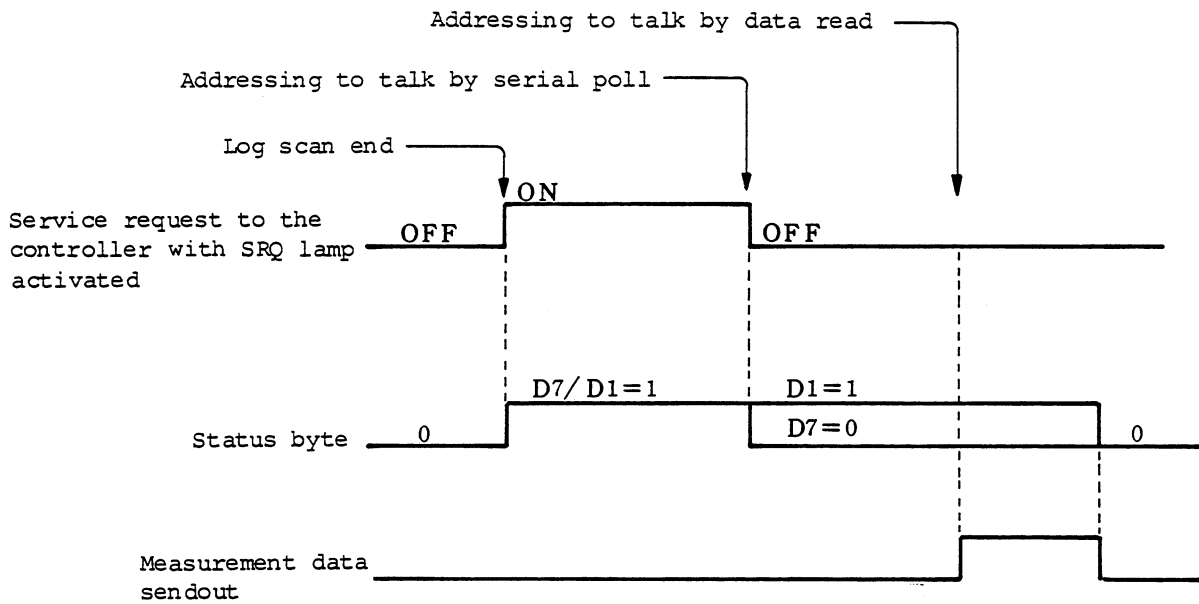 Addressing to talk by data read
Addressing to talk by serial poll
Log scan end
Service request to the
controller with SRQ lamp
activated
OFF
ON
OFF
Status byte
0
D7/D1=1
D1=1
D7=0
0
Measurement data
sendout